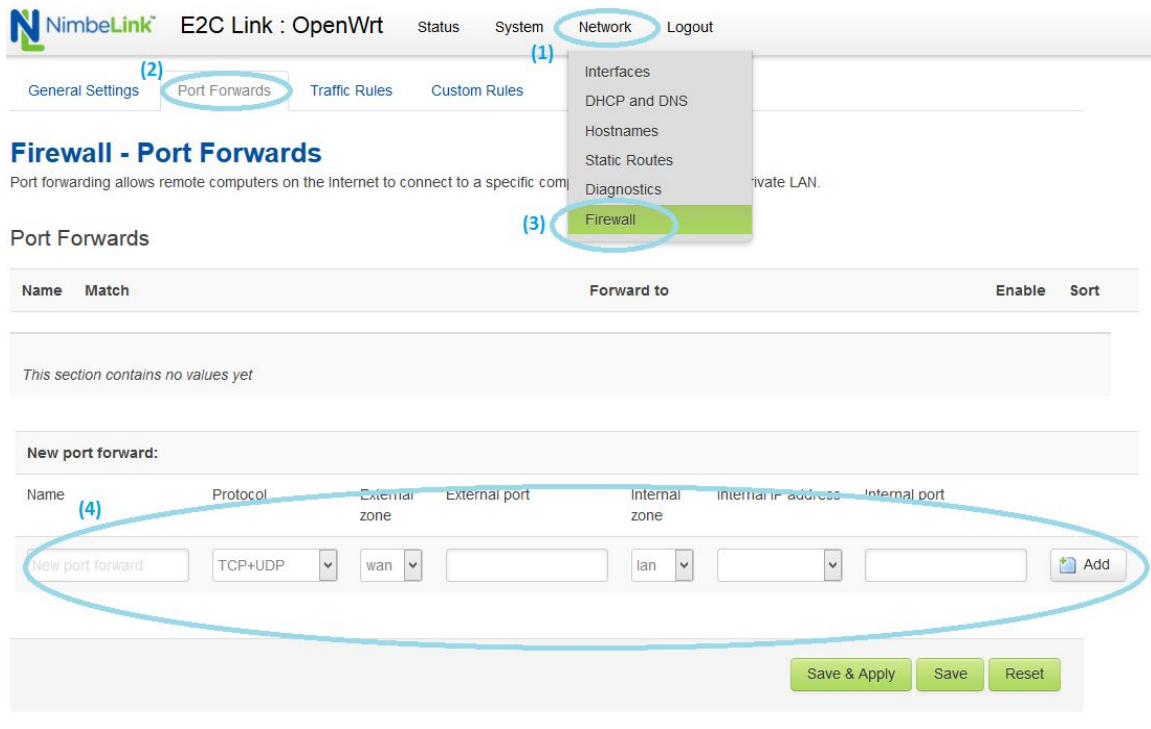 NimbeLink E2C Link : OpenWrt Status System Network Logout
(1)
Interfaces
DHCP and DNS
Hostnames
Static Routes
Diagnostics
Firewall
(3)
(2)
General Settings Port Forwards Traffic Rules Custom Rules
Firewall - Port Forwards
Port forwarding allows remote computers on the Internet to connect to a specific rivate LAN.
Port Forwards
Name Match Forward to Enable Sort
This section contains no values yet
New port forward:
Name Protocol External zone External port Internal zone Internal IP address Internal port
(4)
New port forward TCP+UDP wan lan Add
Save & Apply Save Reset